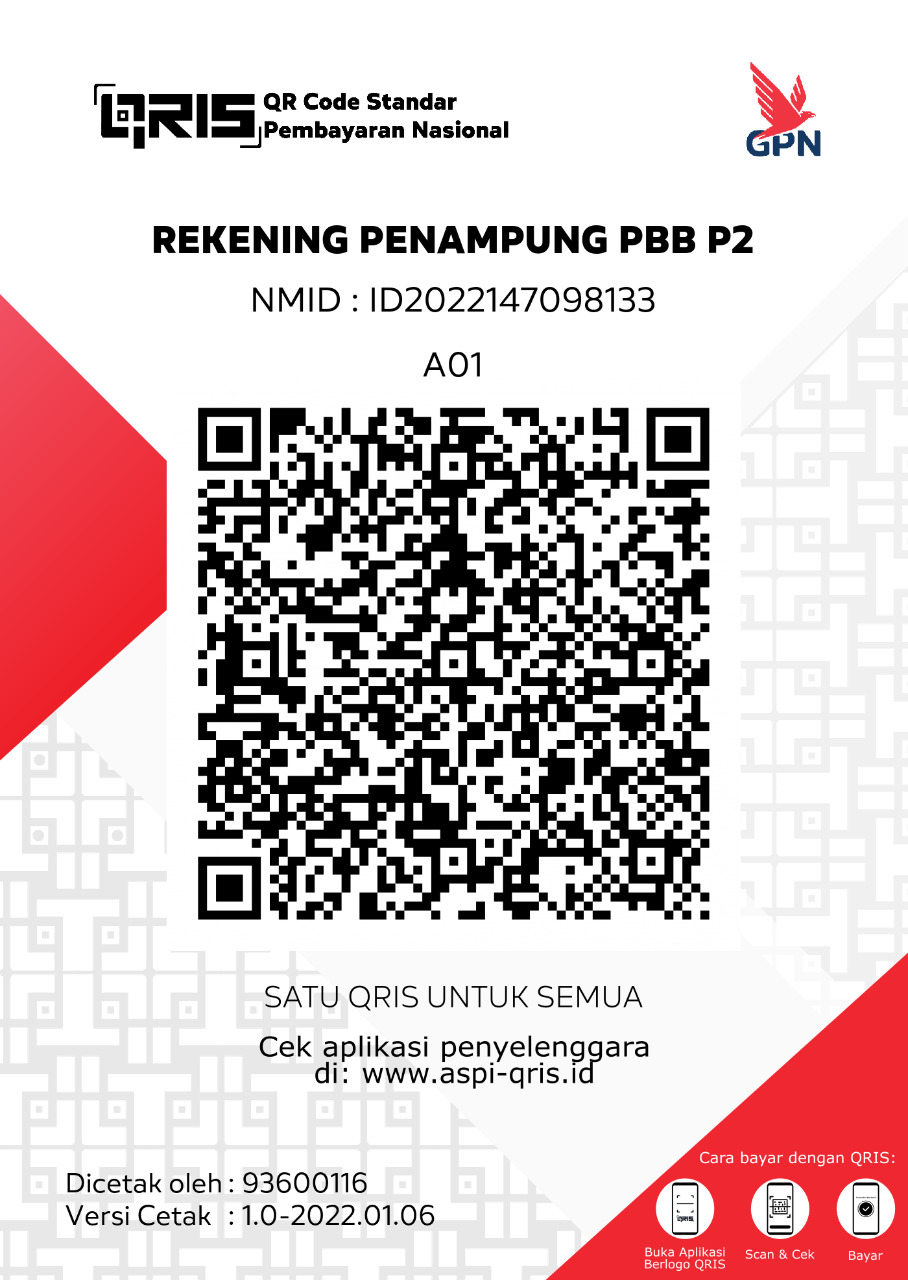 QRIS QR Code Standar
Pembayaran Nasional
GPN
REKENING PENAMPUNG PBB P2
NMID : ID2022147098133
A01
SATU QRIS UNTUK SEMUA
Cek aplikasi penyelenggara
di: www.aspi-qris.id
Dicetak oleh : 93600116
Versi Cetak : 1.0-2022.01.06
Cara bayar dengan QRIS:
QRIS
Buka Aplikasi
Berlogo QRIS
Scan & Cek
Bayar